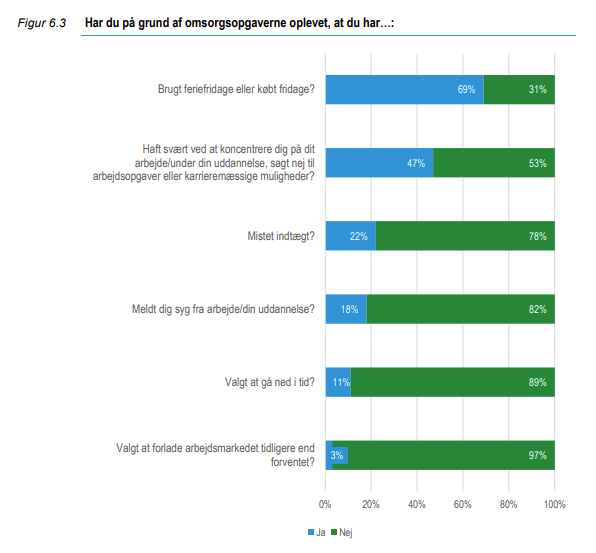 Figur 6.3 Har du på grund af omsorgsopgaverne oplevet, at du har…:
Brugt feriefridage eller købt fridage?
69% 31%
Haft svært ved at koncentrere dig på dit
arbejde/under din uddannelse, sagt nej til
arbejdsopgaver eller karrieremæssige muligheder?
47% 53%
Mistet indtægt?
22% 78%
Meldt dig syg fra arbejde/din uddannelse?
18% 82%
Valgt at gå ned i tid?
11% 89%
Valgt at forlade arbejdsmarkedet tidligere end
forventet?
3% 97%
0% 20% 40% 60% 80% 100%
Ja Nej